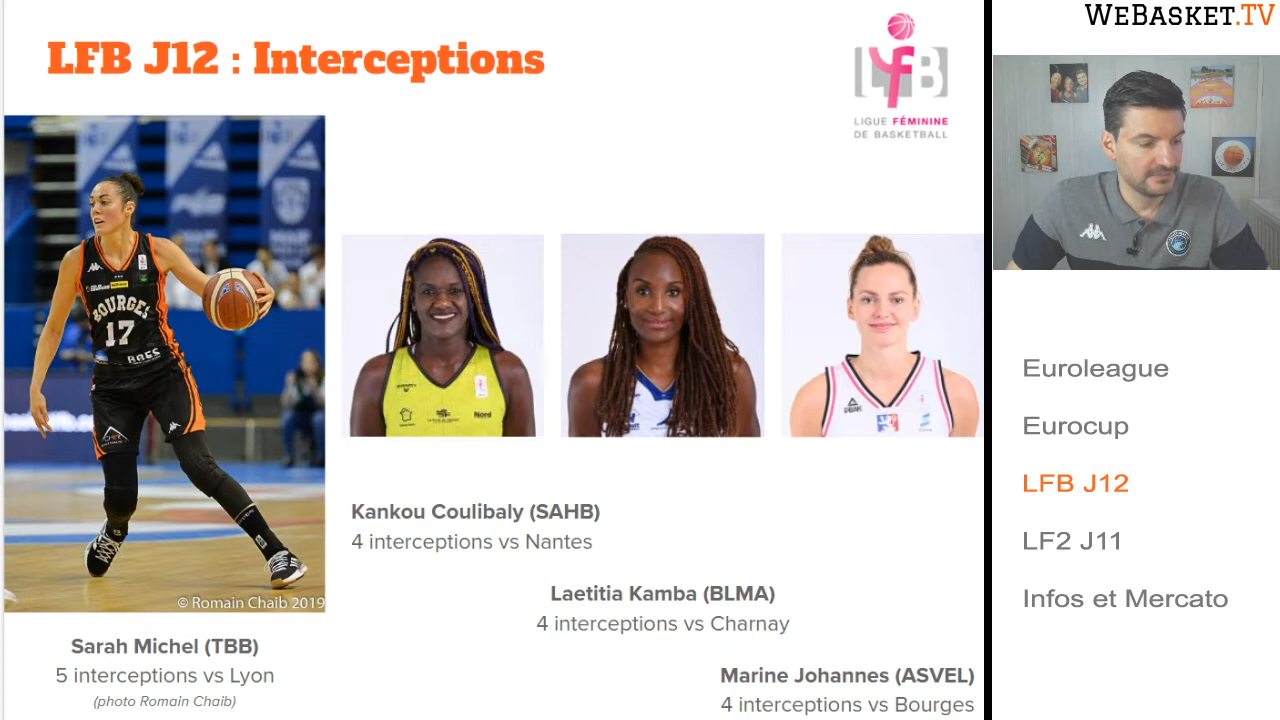 LFB J12 : Interceptions
LFB
LIGUE FÉMININE
DE BASKETBALL
WEBASKET.TV
BOURGES
17
Nord
© Romain Chaib 2019
Sarah Michel (TBB)
5 interceptions vs Lyon
(photo Romain Chaib)
Kankou Coulibaly (SAHB)
4 interceptions vs Nantes
Laetitia Kamba (BLMA)
4 interceptions vs Charnay
Marine Johannes (ASVEL)
4 interceptions vs Bourges
Euroleague
Eurocup
LFB J12
LF2 J11
Infos et Mercato